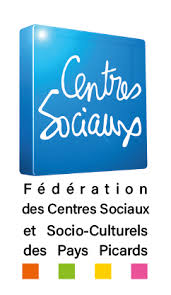 Centres
Sociaux
Fédération
des Centres Sociaux
et Socio-Culturels
des Pays Picards